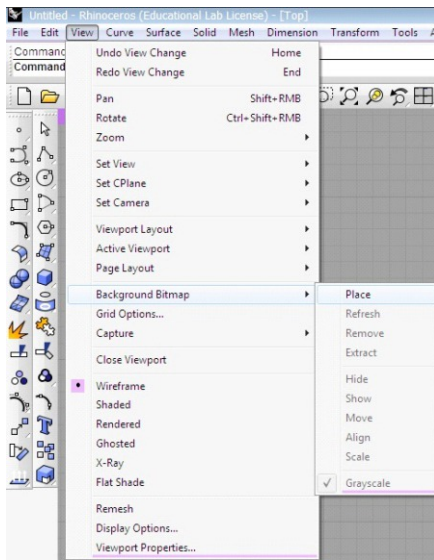 Untitled - Rhinoceros (Educational Lab License) - [Top]
File Edit View Curve Surface Solid Mesh Dimension Transform Tools
Command
Undo View Change Home
Redo View Change End
Pan Shift+RMB
Rotate Ctrl+Shift+RMB
Zoom
Set View
Set CPlane
Set Camera
Viewport Layout
Active Viewport
Page Layout
Background Bitmap
Grid Options...
Capture
Close Viewport
Wireframe
Shaded
Rendered
Ghosted
X-Ray
Flat Shade
Remesh
Display Options...
Viewport Properties...
Place
Refresh
Remove
Extract
Hide
Show
Move
Align
Scale
Grayscale